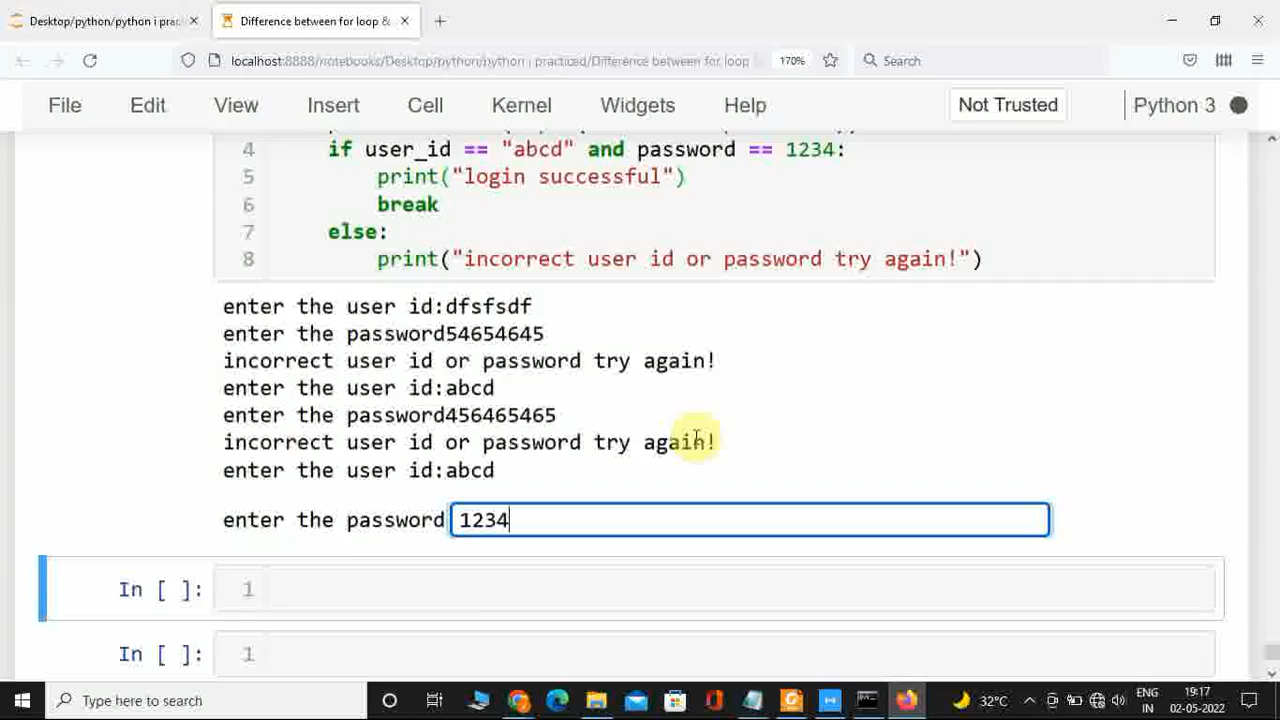 Desktop/python/python i prac
Difference between for loop &
localhost:8888/notebooks/Desktop/python/python i practiced/Difference between for loop
170%
Search
File Edit View Insert Cell Kernel Widgets Help
Not Trusted
Python 3
4 if user_id == "abcd" and password == 1234:
5 print("login successful")
6 break
7 else:
8 print("incorrect user id or password try again!")
enter the user id:dfsfsdf
enter the password54654645
incorrect user id or password try again!
enter the user id:abcd
enter the password456465465
incorrect user id or password try again!
enter the user id:abcd
enter the password 1234
In [ ]: 1
In [ ]: 1
Type here to search
32°C
ENG
IN
19:17
02-05-2022